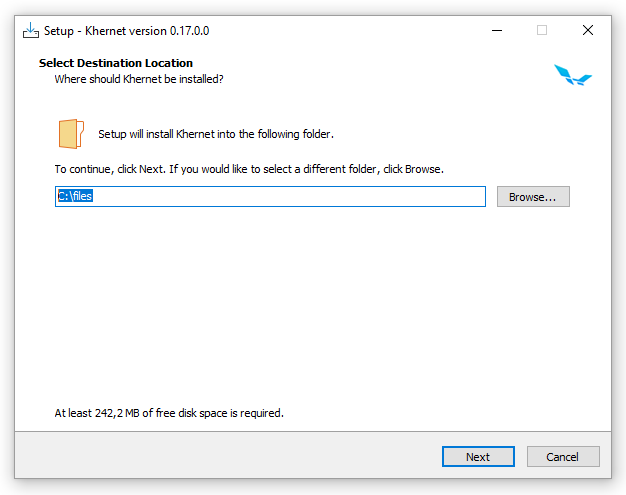 Setup - Khernet version 0.17.0.0
Select Destination Location
Where should Khernet be installed?
Setup will install Khernet into the following folder.
To continue, click Next. If you would like to select a different folder, click Browse.
C:\files
Browse...
At least 242,2 MB of free disk space is required.
Next
Cancel